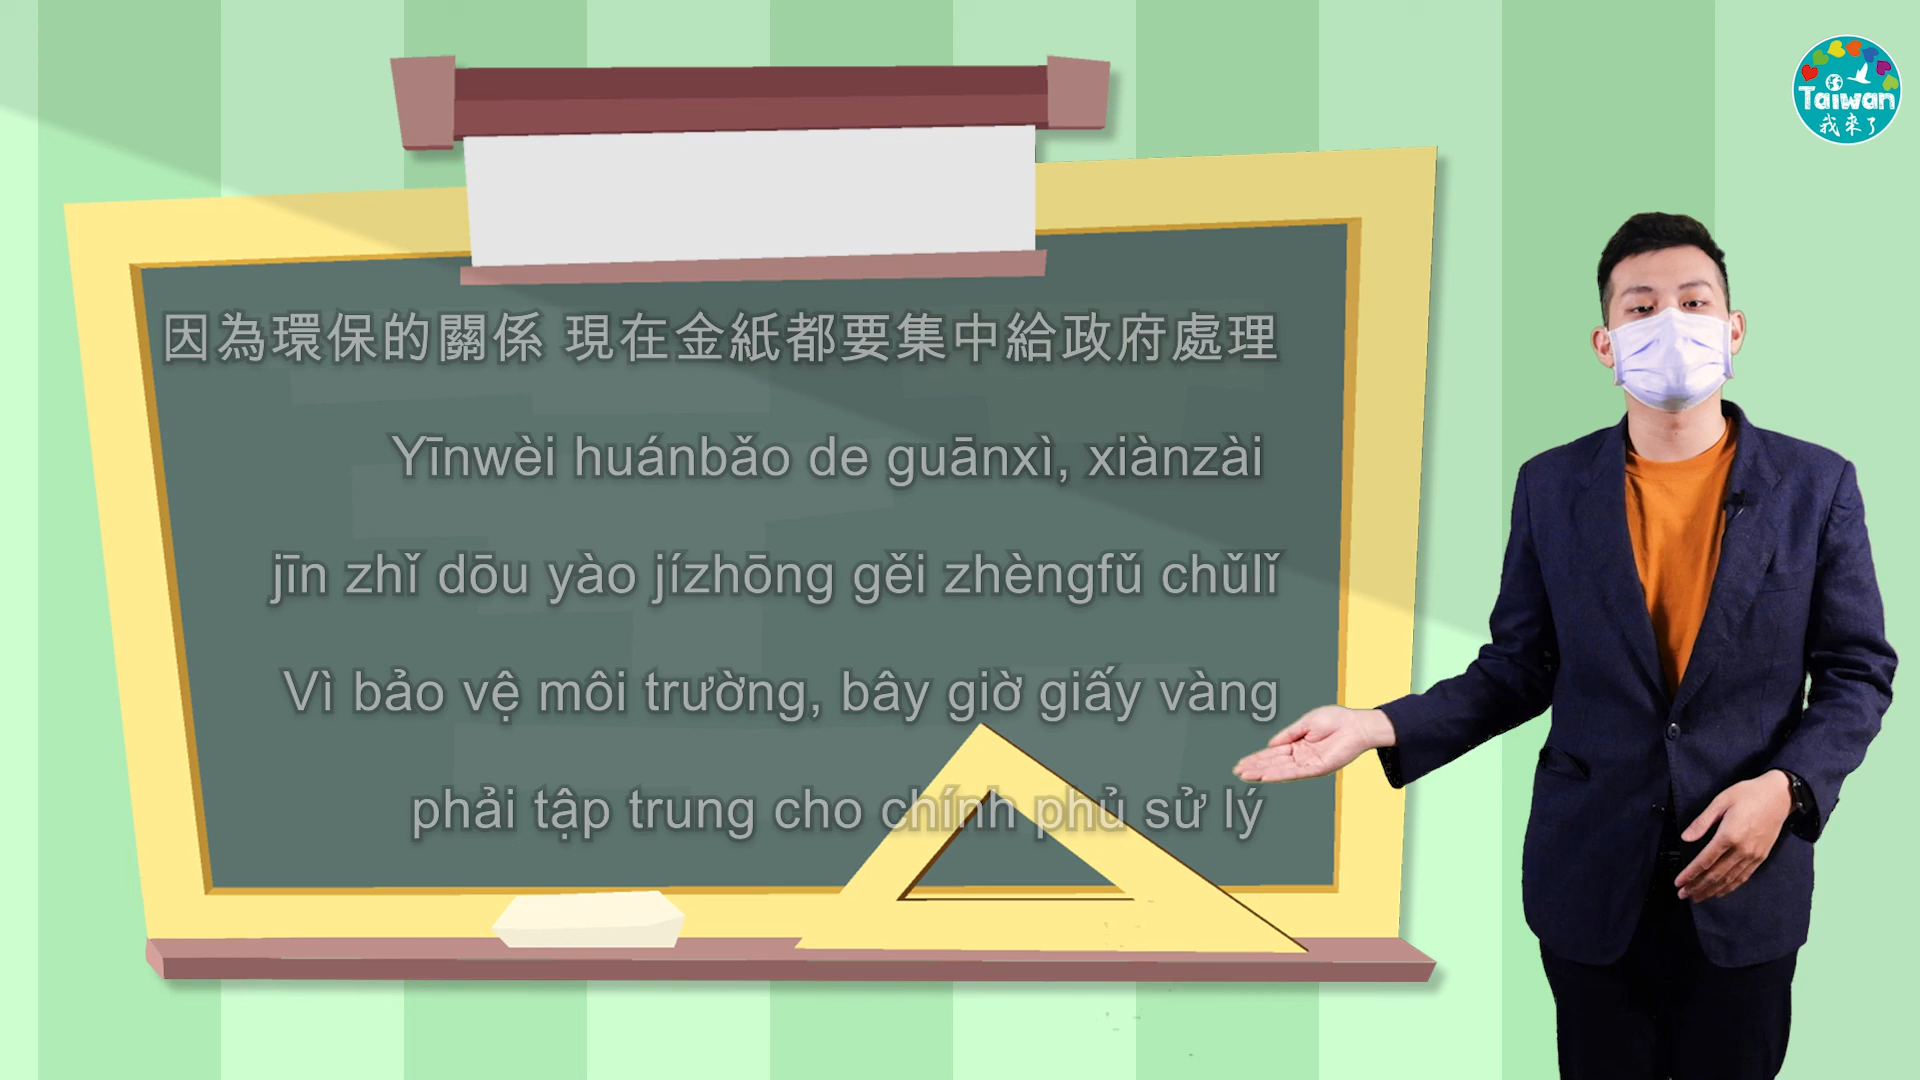 Taiwan
我來了
因為環保的關係 現在金紙都要集中給政府處理
Yīnwèi huánbǎo de guānxì, xiànzài
jīn zhǐ dōu yào jízhōng gěi zhèngfǔ chǔlǐ
Vì bảo vệ môi trường, bây giờ giấy vàng
phải tập trung cho chính phủ sử lý